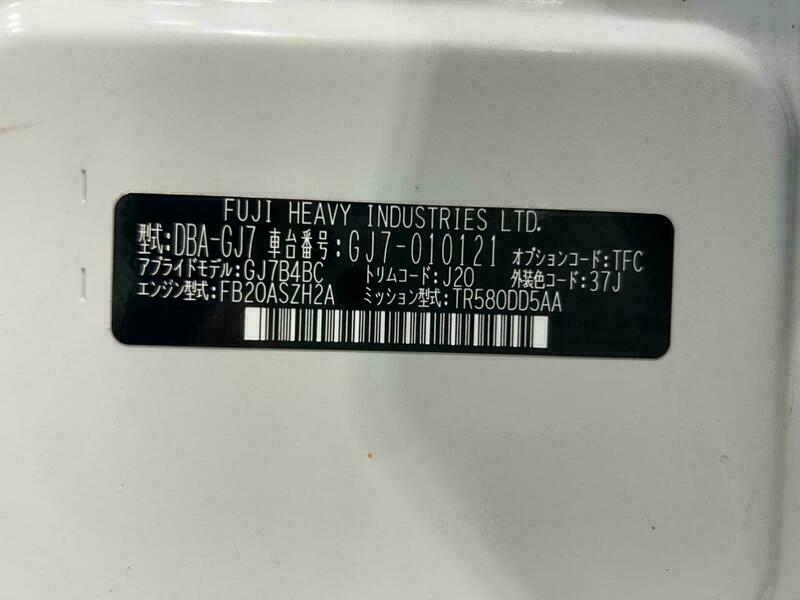 FUJI HEAVY INDUSTRIES LTD.
型式:DBA-GJ7 車台番号:GJ7-010121 オプションコード:TFC
アプライドモデル:GJ7B4BC トリムコード:J20 外装色コード:37J
エンジン型式:FB20ASZH2A ミッション型式:TR580DD5AA